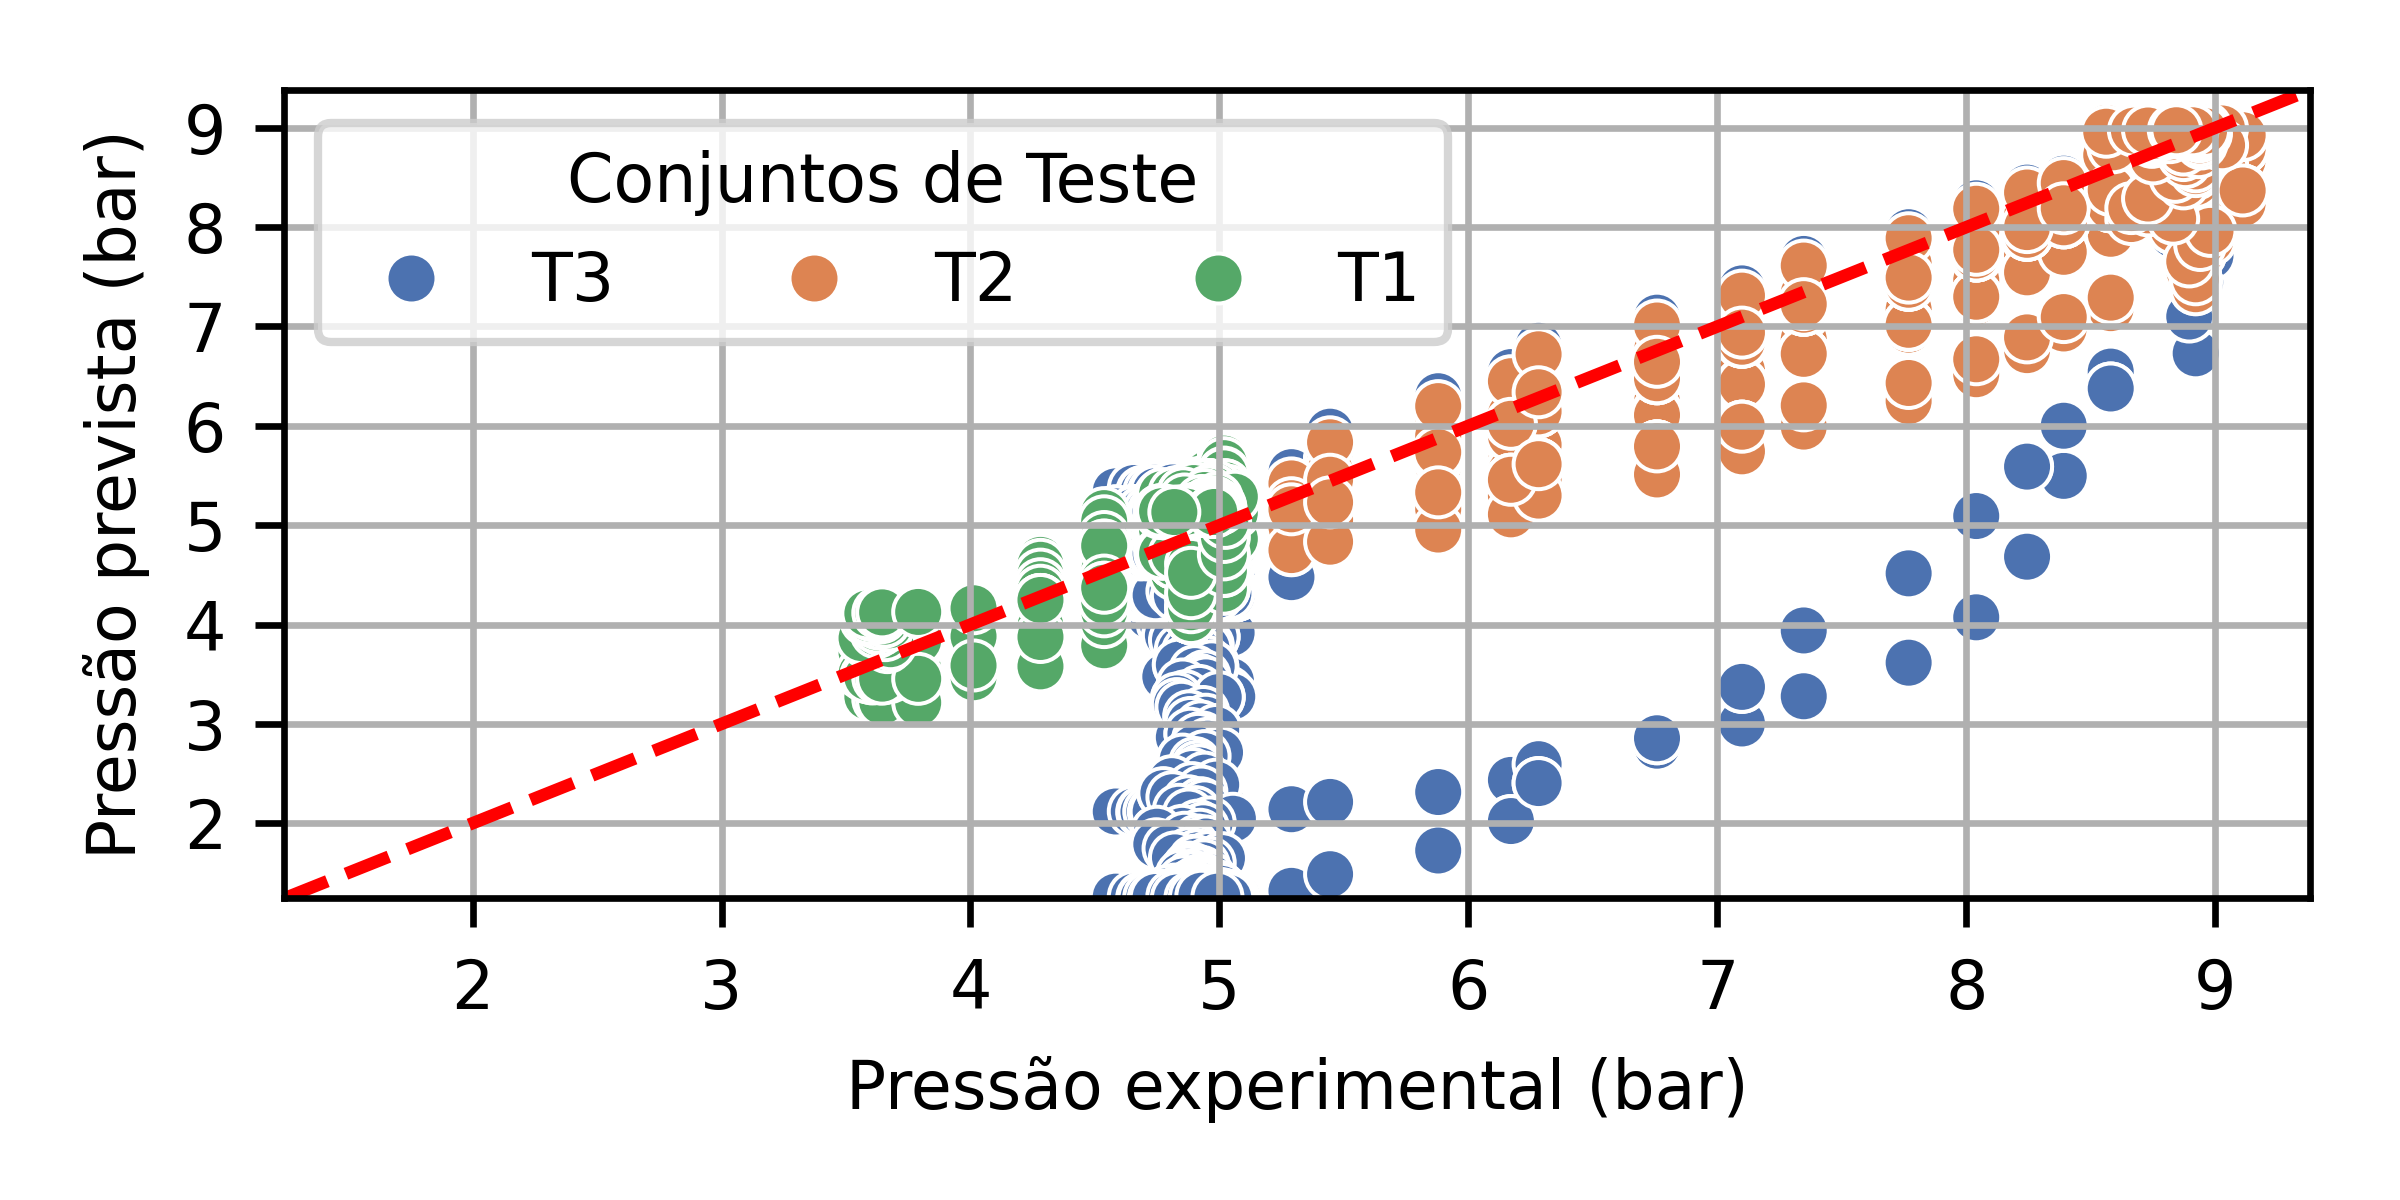 Conjuntos de Teste
T3 T2 T1
Pressão prevista (bar)
9
8
7
6
5
4
3
2
2 3 4 5 6 7 8 9
Pressão experimental (bar)